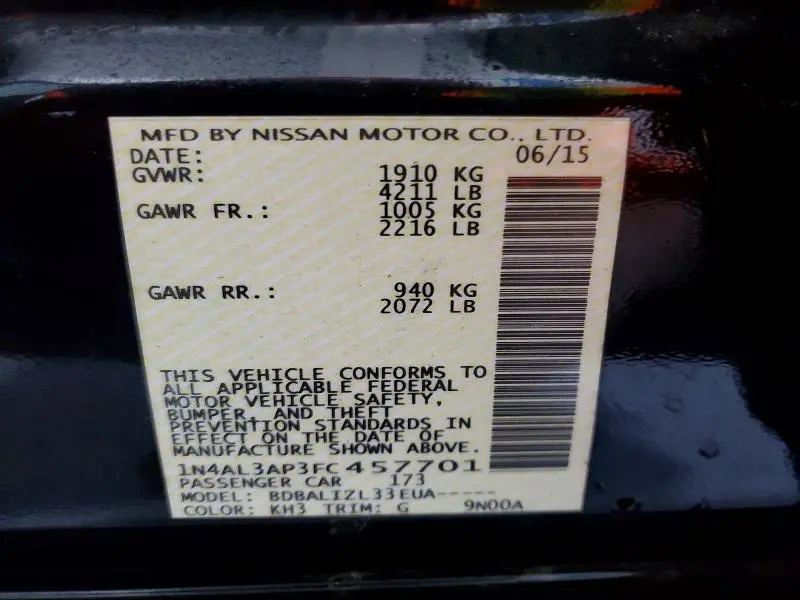 MFD BY NISSAN MOTOR CO., LTD.
DATE: 06/15
GVWR: 1910 KG
4211 LB
GAWR FR.: 1005 KG
2216 LB
GAWR RR.: 940 KG
2072 LB
THIS VEHICLE CONFORMS TO
ALL APPLICABLE FEDERAL
MOTOR VEHICLE SAFETY,
BUMPER, AND THEFT
PREVENTION STANDARDS IN
EFFECT ON THE DATE OF
MANUFACTURE SHOWN ABOVE.
1N4AL3AP3FC457701
PASSENGER CAR 173
MODEL: BDBALIZL33EUA-----
COLOR: KH3 TRIM: G 9N00A